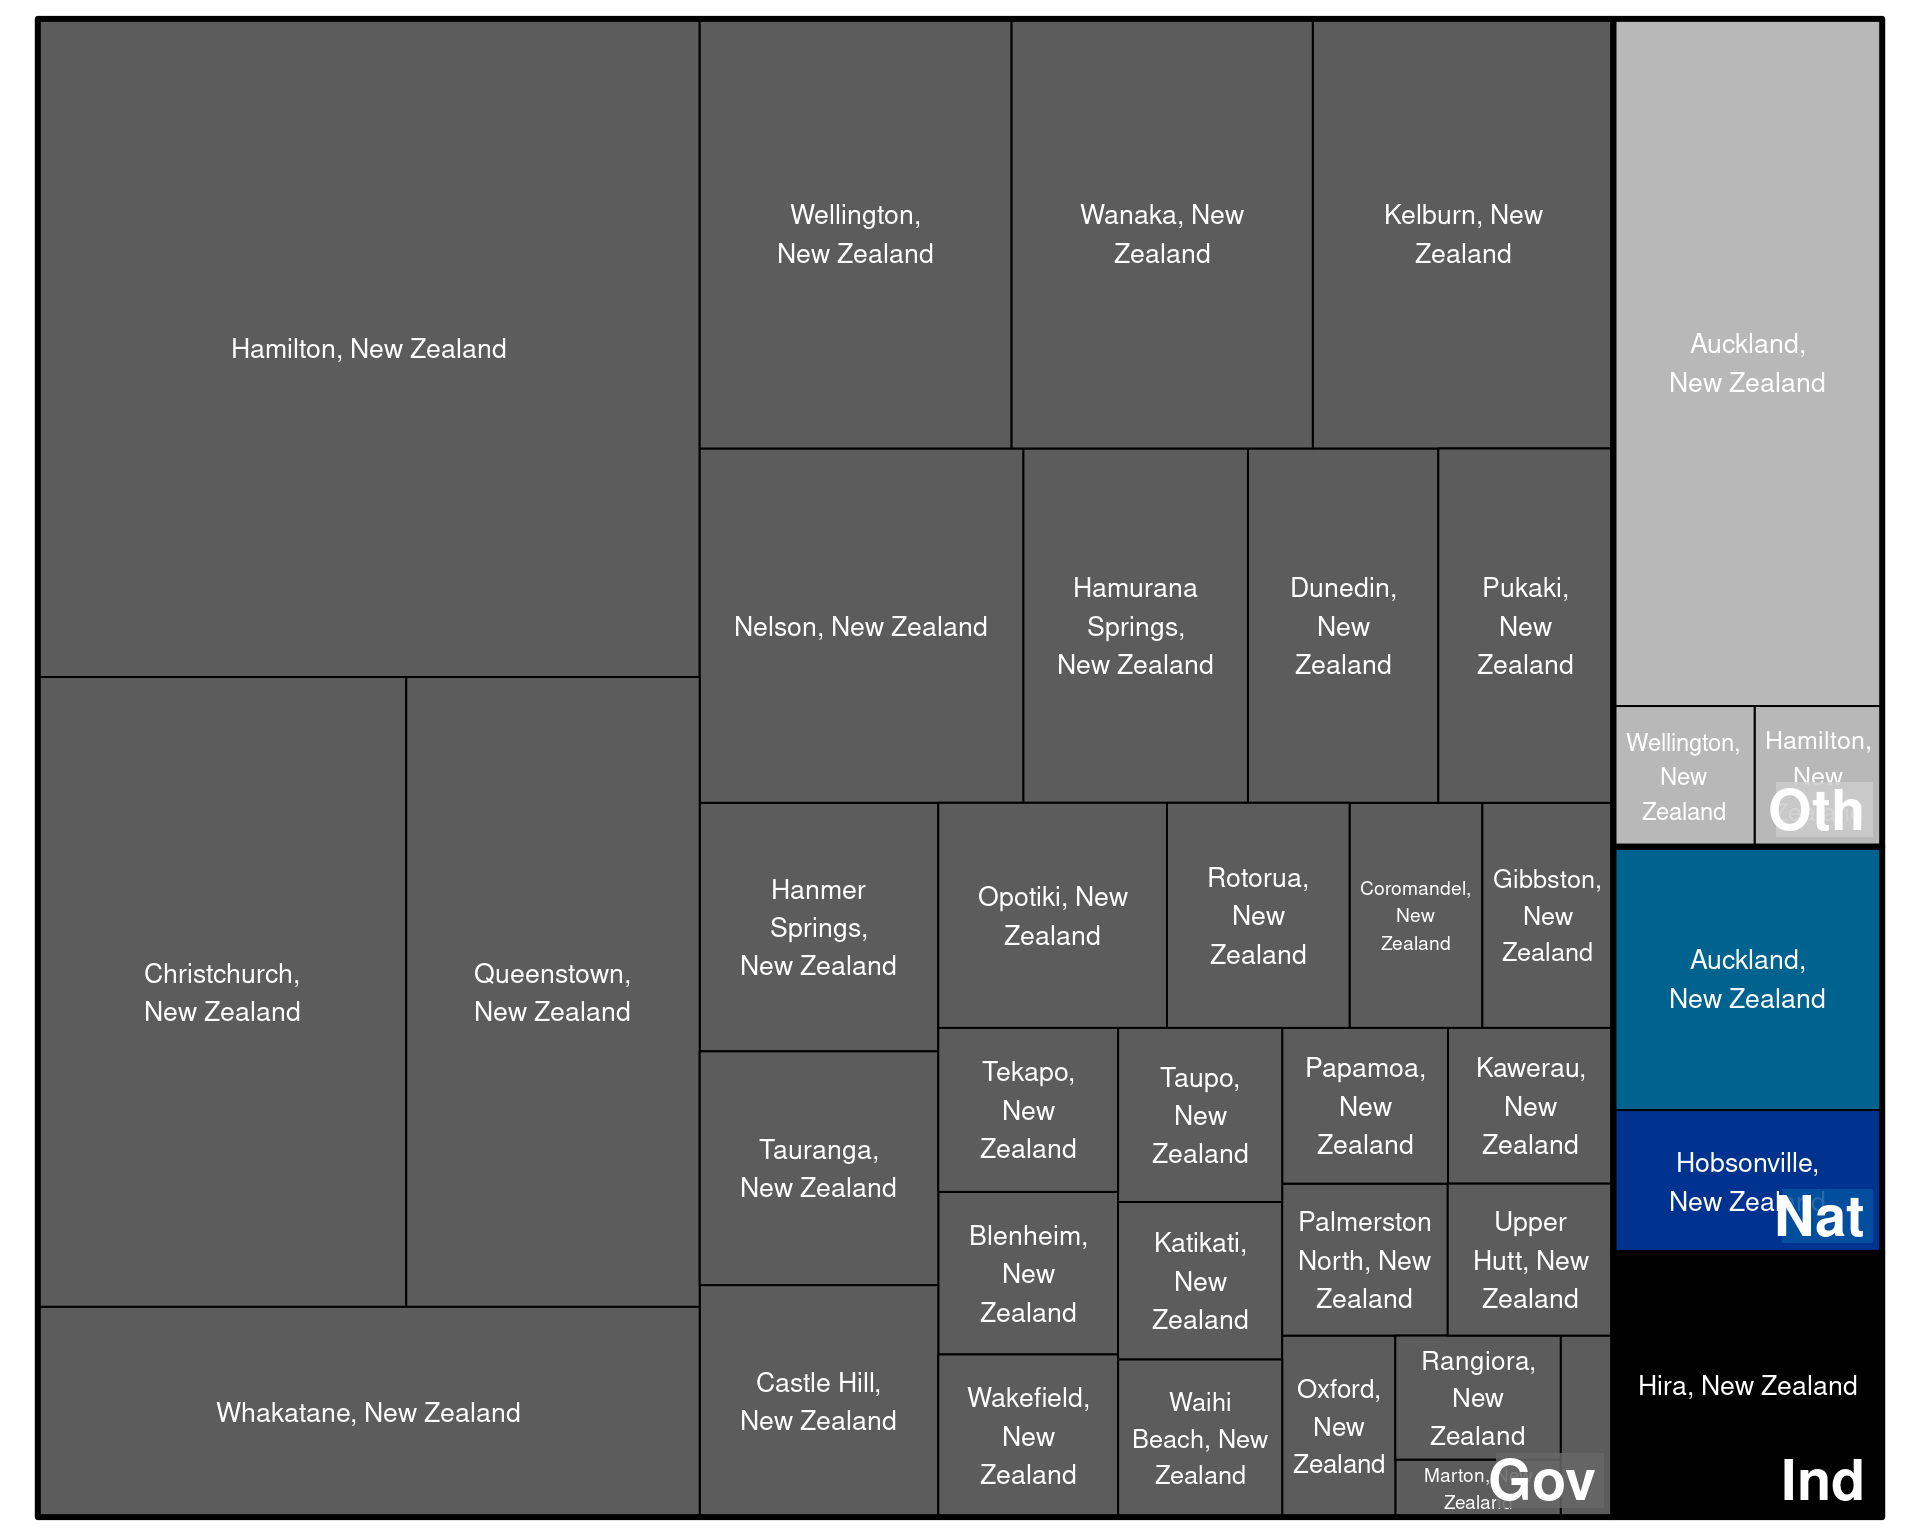 Hamilton, New Zealand
Christchurch,
New Zealand
Queenstown,
New Zealand
Whakatane, New Zealand
Wellington,
New Zealand
Wanaka, New
Zealand
Kelburn, New
Zealand
Nelson, New Zealand
Hamurana
Springs,
New Zealand
Dunedin,
New
Zealand
Pukaki,
New
Zealand
Hanmer
Springs,
New Zealand
Tauranga,
New Zealand
Castle Hill,
New Zealand
Opotiki, New
Zealand
Rotorua,
New
Zealand
Coromandel,
New
Zealand
Gibbston,
New
Zealand
Tekapo,
New
Zealand
Blenheim,
New
Zealand
Wakefield,
New
Zealand
Taupo,
New
Zealand
Katikati,
New
Zealand
Waihi
Beach, New
Zealand
Papamoa,
New
Zealand
Kawerau,
New
Zealand
Palmerston
North, New
Zealand
Upper
Hutt, New
Zealand
Oxford,
New
Zealand
Rangiora,
New
Zealand
Marton, New
Zealand
Gov
Auckland,
New Zealand
Wellington,
New
Zealand
Hamilton,
New
Zealand
Oth
Auckland,
New Zealand
Hobsonville,
New Zealand
Nat
Hira, New Zealand
Ind